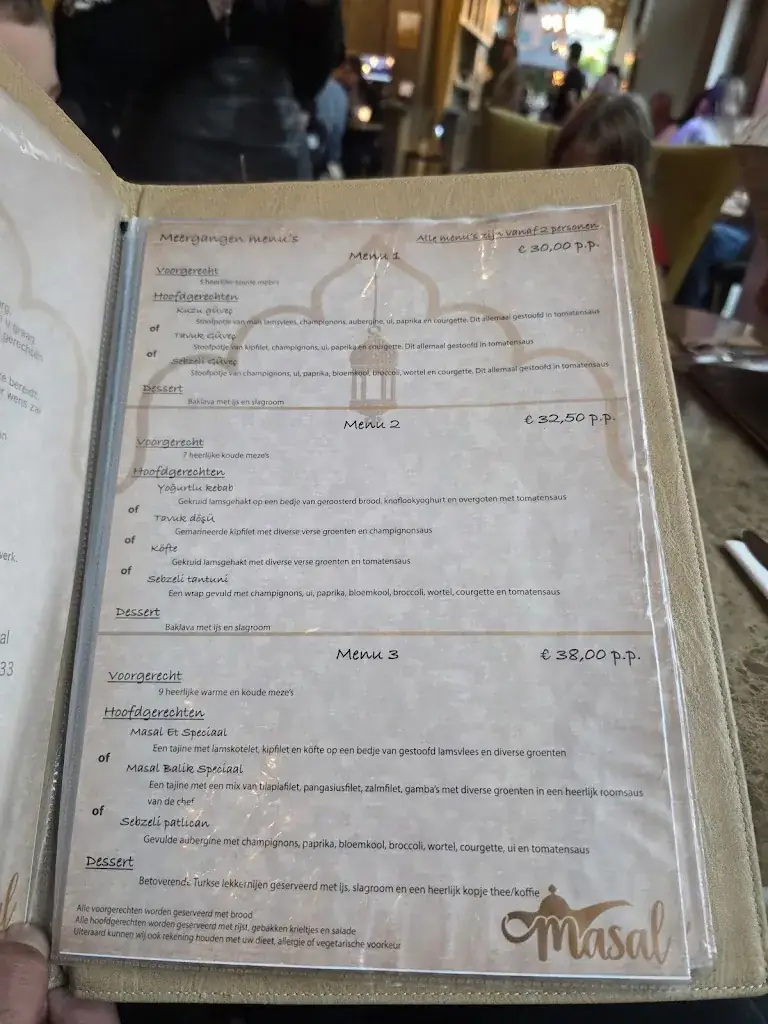 Meergangen menu's
Alle menu's zijn vanaf 2 personen
Menu 1
€ 30,00 p.p.
Voorgerecht
5 heerlijke koude meze's
Hoofdgerechten
Kuzu güveç
Stoofpotje van mals lamsvlees, champignons, aubergine, ui, paprika en courgette. Dit allemaal gestoofd in tomatensaus
of
Tavuk Güveç
Stoofpotje van kipfilet, champignons, ui, paprika en courgette. Dit allemaal gestoofd in tomatensaus
of
Sebzeli Güveç
Stoofpotje van champignons, ui, paprika, bloemkool, broccoli, wortel en courgette. Dit allemaal gestoofd in tomatensaus
Dessert
Baklava met ijs en slagroom
Menu 2
€ 32,50 p.p.
Voorgerecht
7 heerlijke koude meze's
Hoofdgerechten
Yoğurtlu kebab
Gekruid lamsgehakt op een bedje van geroosterd brood, knoflookyoghurt en overgoten met tomatensaus
of
Tavuk döşü
Gemarineerde kipfilet met diverse verse groenten en champignonsaus
of
Köfte
Gekruid lamsgehakt met diverse verse groenten en tomatensaus
of
Sebzeli tantuni
Een wrap gevuld met champignons, ui, paprika, bloemkool, broccoli, wortel, courgette en tomatensaus
Dessert
Baklava met ijs en slagroom
Menu 3
€ 38,00 p.p.
Voorgerecht
9 heerlijke warme en koude meze's
Hoofdgerechten
Masal Et Speciaal
Een tajine met lamskotelet, kipfilet en köfte op een bedje van gestoofd lamsvlees en diverse groenten
of
Masal Balik Speciaal
Een tajine met een mix van tilapiafilet, pangasiusfilet, zalmfilet, gamba's met diverse groenten in een heerlijk roomsaus
van de chef
of
Sebzeli patlican
Gevulde aubergine met champignons, paprika, bloemkool, broccoli, wortel, courgette, ui en tomatensaus
Dessert
Betoverende Turkse lekkernijen geserveerd met ijs, slagroom en een heerlijk kopje thee/koffie
Alle voorgerechten worden geserveerd met brood
Alle hoofdgerechten worden geserveerd met rijst, gebakken krieltjes en salade
Uiteraard kunnen wij ook rekening houden met uw dieet, allergie of vegetarische voorkeur
Masal
u graag
gerechten
e bereidt.
r wens zal
33